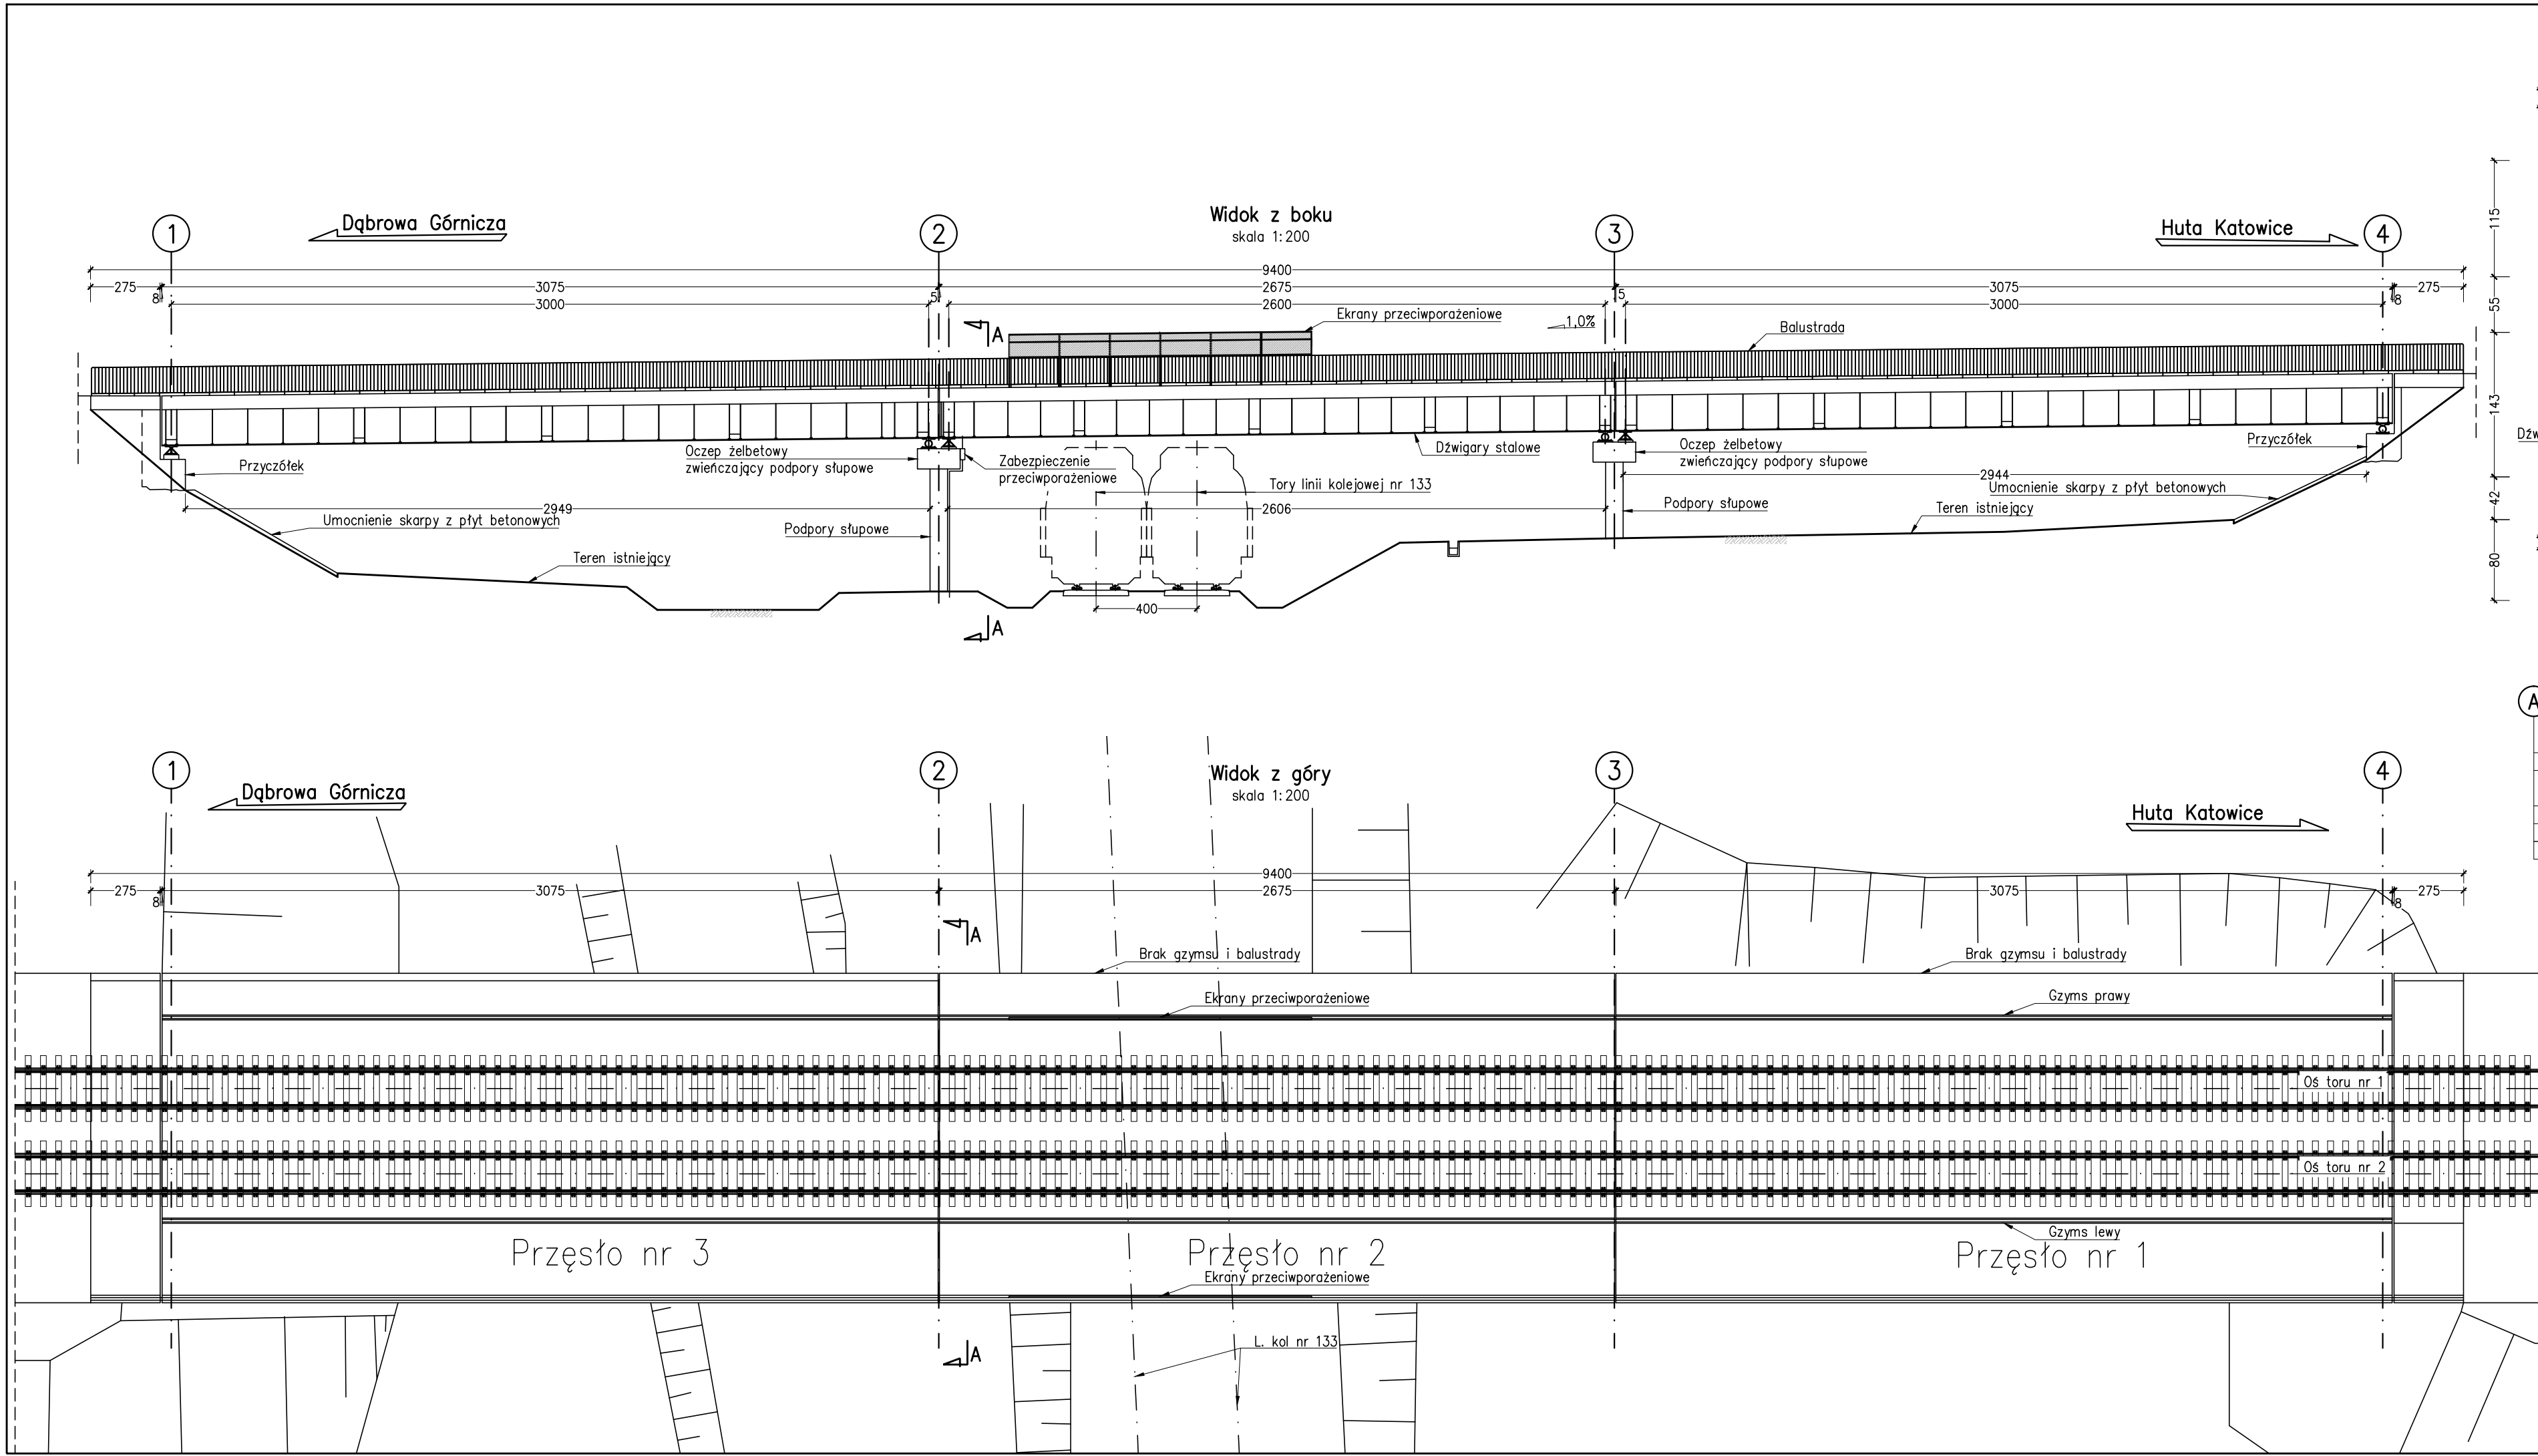 Widok z boku
skala 1:200
Dąbrowa Górnicza
Huta Katowice
1
2
3
4
9400
275
8
3075
2675
3075
8
275
3000
5
2600
5
3000
A
Ekrany przeciwporażeniowe
1,0%
Balustrada
115
55
143
42
80
Przyczółek
Oczep żelbetowy
zwieńczający podpory słupowe
Zabezpieczenie
przeciwporażeniowe
Dźwigary stalowe
Oczep żelbetowy
zwieńczający podpory słupowe
Przyczółek
2944
Tory linii kolejowej nr 133
Umocnienie skarpy z płyt betonowych
2949
2606
Umocnienie skarpy z płyt betonowych
Podpory słupowe
Podpory słupowe
Teren istniejący
Teren istniejący
400
A
Dźw
A
1
2
3
4
Widok z góry
skala 1:200
Dąbrowa Górnicza
Huta Katowice
9400
275
8
3075
2675
3075
8
275
A
Brak gzymsu i balustrady
Brak gzymsu i balustrady
Ekrany przeciwporażeniowe
Gzyms prawy
Oś toru nr 1
Oś toru nr 2
Gzyms lewy
Przęsło nr 3
Przęsło nr 2
Przęsło nr 1
Ekrany przeciwporażeniowe
L. kol nr 133
A